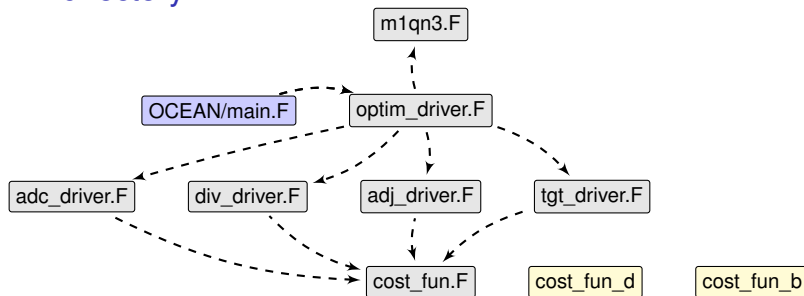 m1qn3.F
OCEAN/main.F
optim_driver.F
adc_driver.F
div_driver.F
adj_driver.F
tgt_driver.F
cost_fun.F
cost_fun_d
cost_fun_b